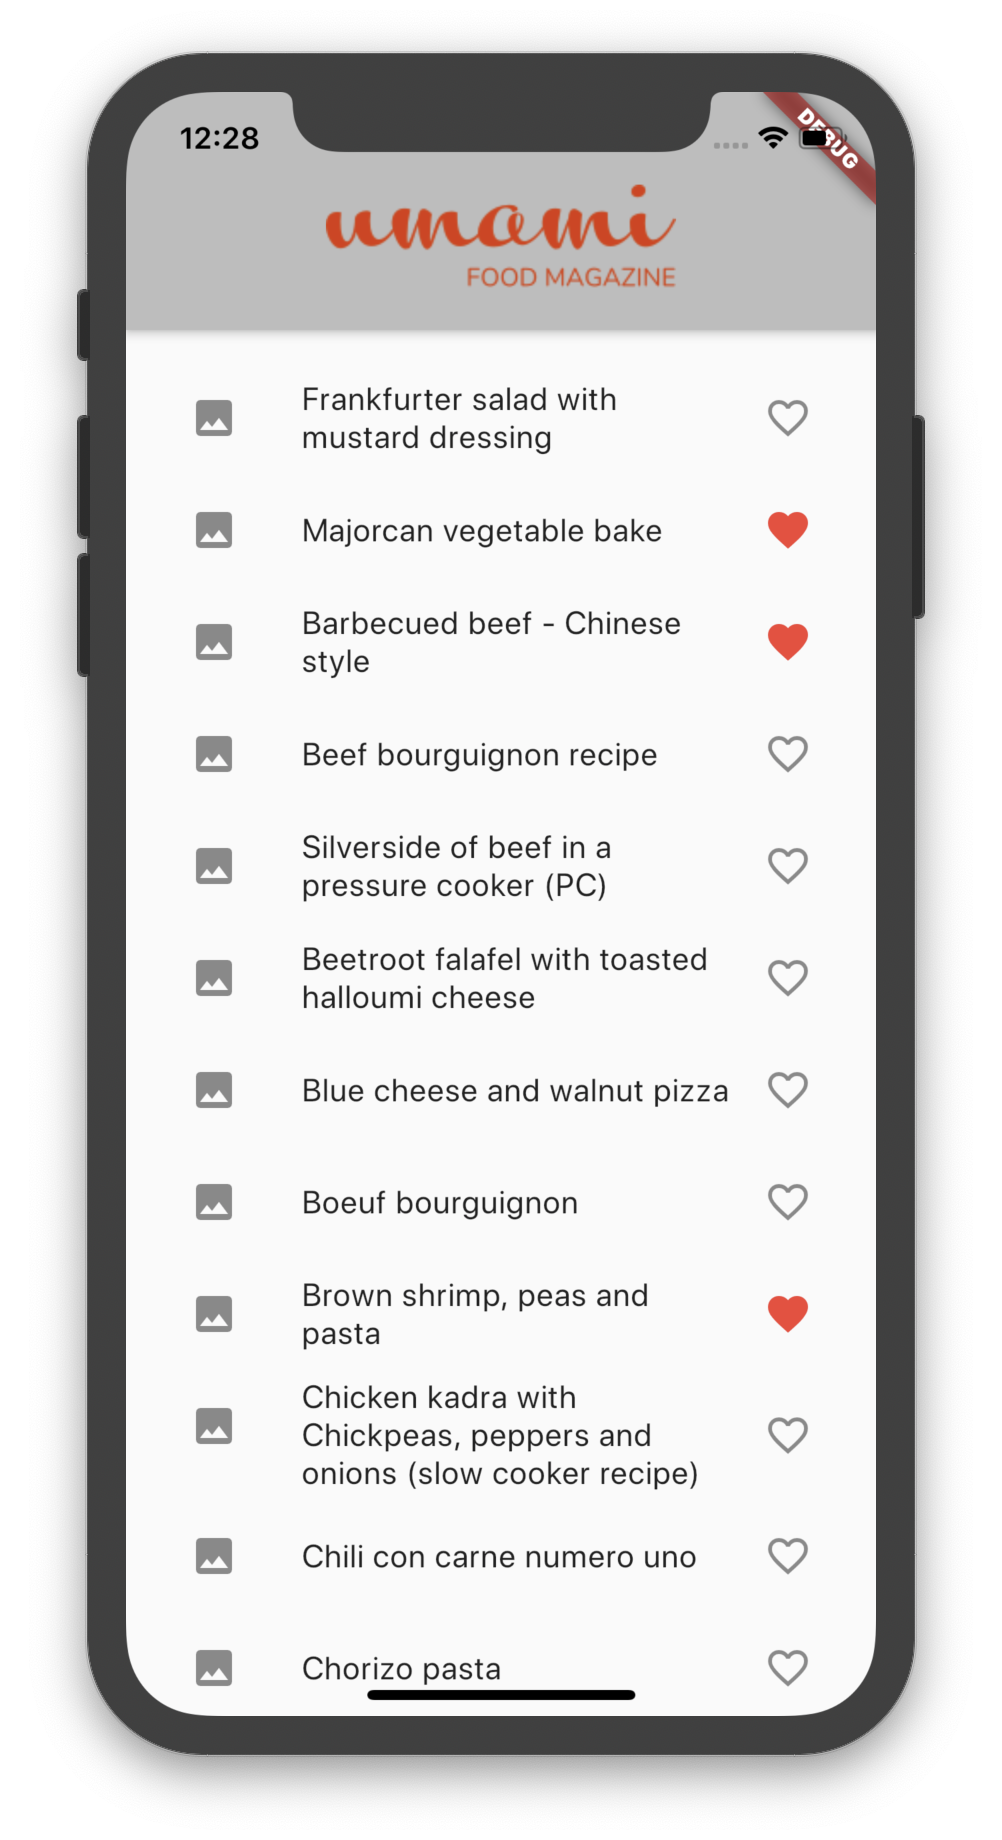 12:28
DEBUG
umami
FOOD MAGAZINE
Frankfurter salad with
mustard dressing
Majorcan vegetable bake
Barbecued beef - Chinese
style
Beef bourguignon recipe
Silverside of beef in a
pressure cooker (PC)
Beetroot falafel with toasted
halloumi cheese
Blue cheese and walnut pizza
Boeuf bourguignon
Brown shrimp, peas and
pasta
Chicken kadra with
Chickpeas, peppers and
onions (slow cooker recipe)
Chili con carne numero uno
Chorizo pasta